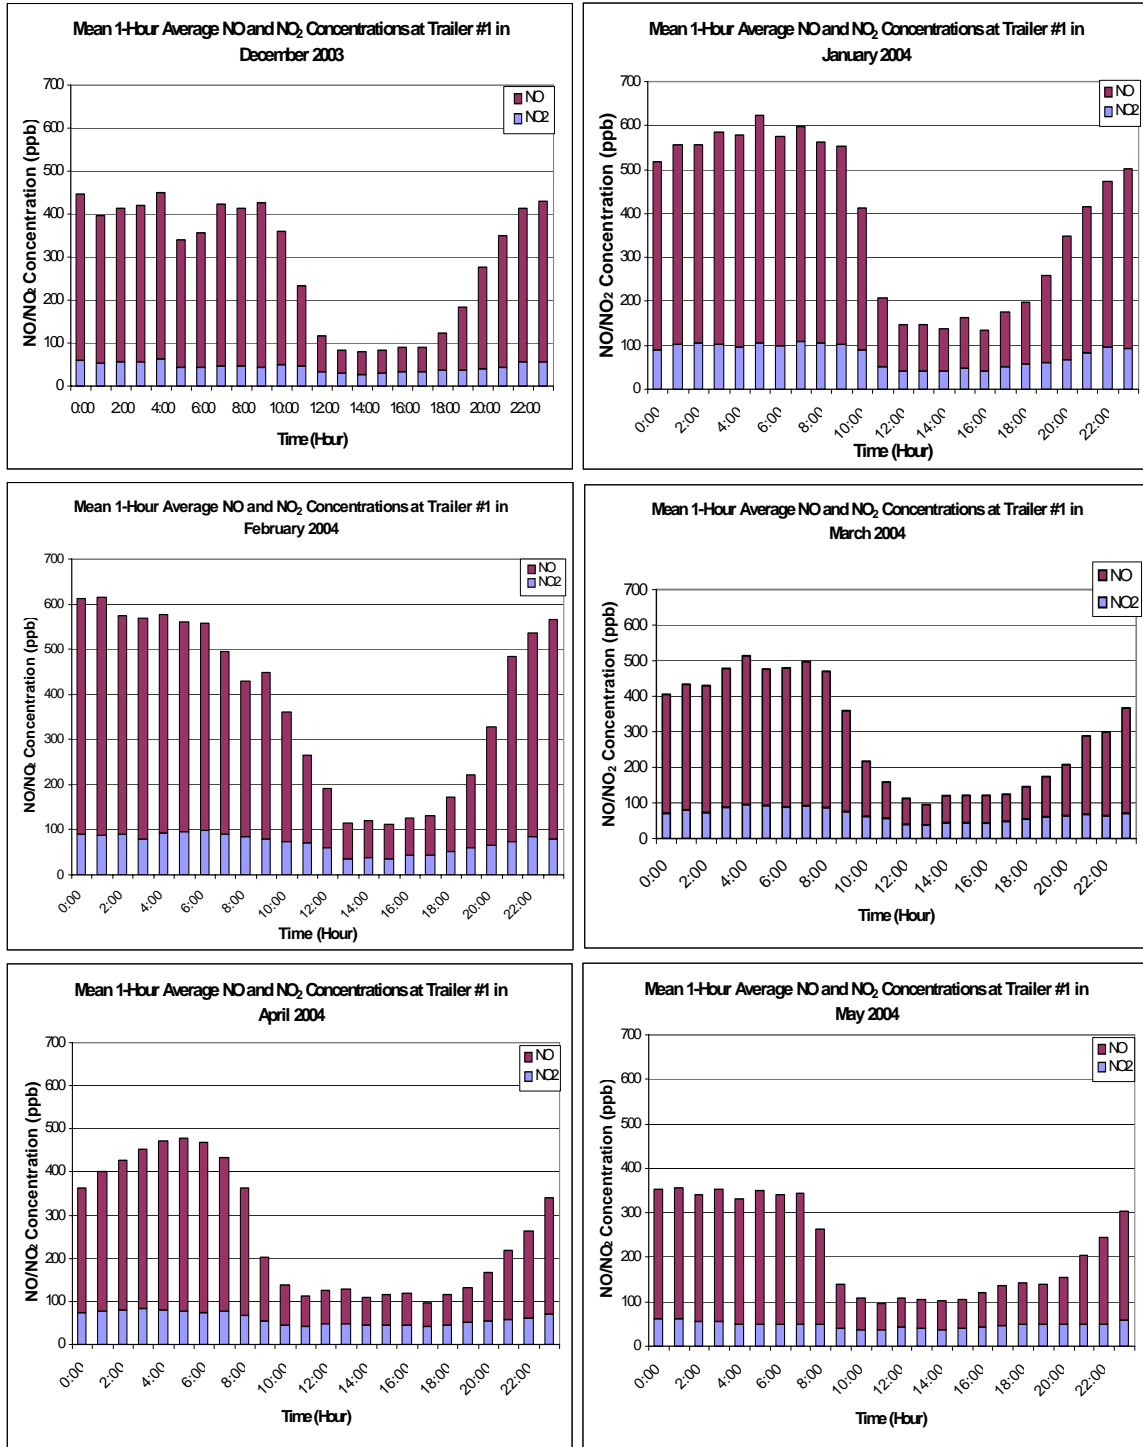 Mean 1-Hour Average NO and NO₂ Concentrations at Trailer #1 in
December 2003
NO/NO₂ Concentration (ppb)
700
600
500
400
300
200
100
0
NO
NO2
0:00 2:00 4:00 6:00 8:00 10:00 12:00 14:00 16:00 18:00 20:00 22:00
Time (Hour)
Mean 1-Hour Average NO and NO₂ Concentrations at Trailer #1 in
January 2004
NO/NO₂ Concentration (ppb)
700
600
500
400
300
200
100
0
NO
NO2
0:00 2:00 4:00 6:00 8:00 10:00 12:00 14:00 16:00 18:00 20:00 22:00
Time (Hour)
Mean 1-Hour Average NO and NO₂ Concentrations at Trailer #1 in
February 2004
NO/NO₂ Concentration (ppb)
700
600
500
400
300
200
100
0
NO
NO2
0:00 2:00 4:00 6:00 8:00 10:00 12:00 14:00 16:00 18:00 20:00 22:00
Time (Hour)
Mean 1-Hour Average NO and NO₂ Concentrations at Trailer #1 in
March 2004
NO/NO₂ Concentration (ppb)
700
600
500
400
300
200
100
0
NO
NO2
0:00 2:00 4:00 6:00 8:00 10:00 12:00 14:00 16:00 18:00 20:00 22:00
Time (Hour)
Mean 1-Hour Average NO and NO₂ Concentrations at Trailer #1 in
April 2004
NO/NO₂ Concentration (ppb)
700
600
500
400
300
200
100
0
NO
NO2
0:00 2:00 4:00 6:00 8:00 10:00 12:00 14:00 16:00 18:00 20:00 22:00
Time (Hour)
Mean 1-Hour Average NO and NO₂ Concentrations at Trailer #1 in
May 2004
NO/NO₂ Concentration (ppb)
700
600
500
400
300
200
100
0
NO
NO2
0:00 2:00 4:00 6:00 8:00 10:00 12:00 14:00 16:00 18:00 20:00 22:00
Time (Hour)